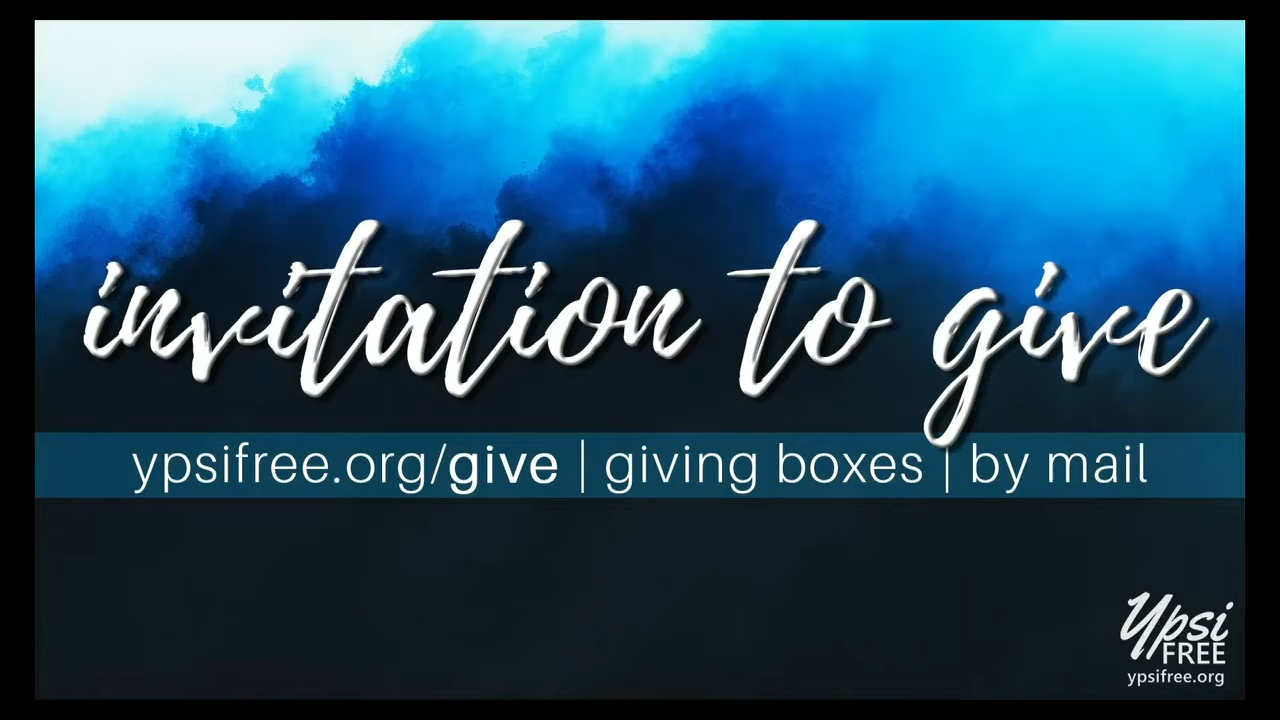 invitation to give
ypsifree.org/give | giving boxes | by mail
Ypsi
FREE
ypsifree.org